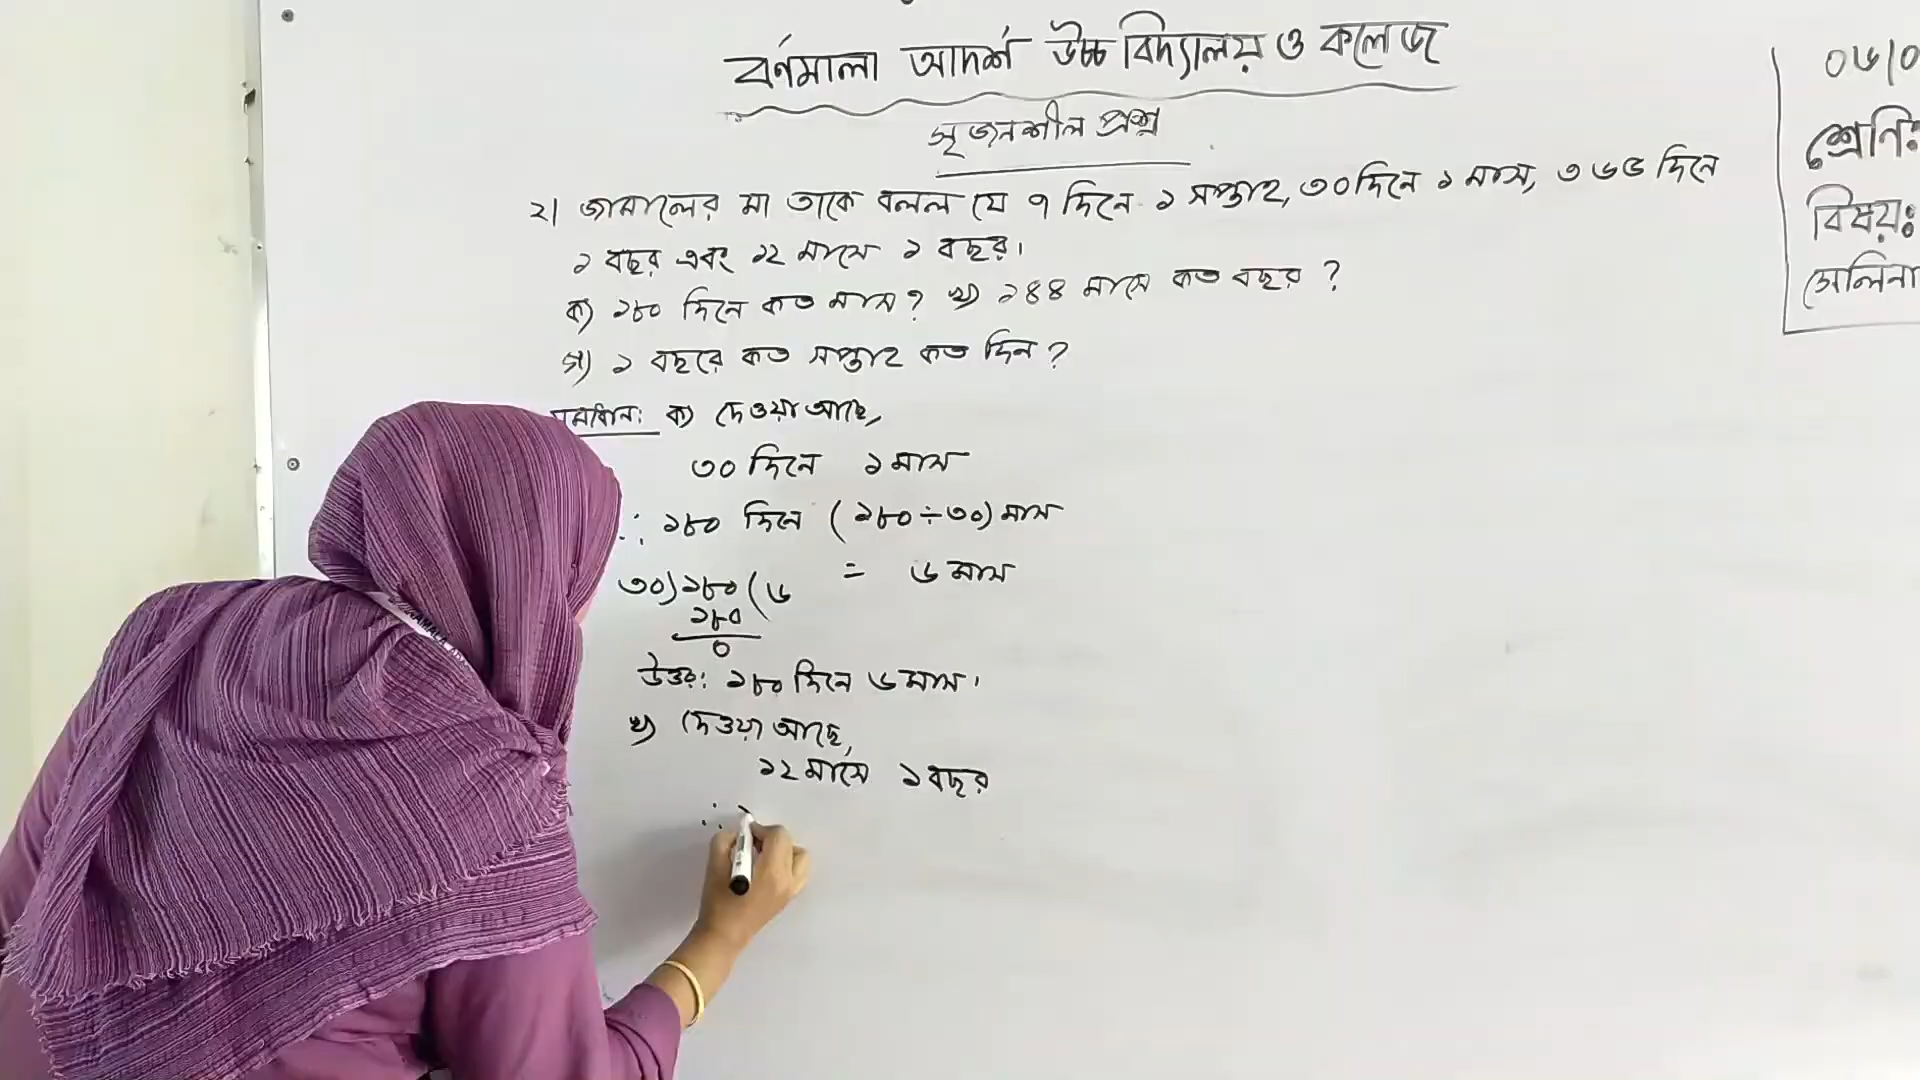 বর্ণমালা আদর্শ উচ্চ বিদ্যালয় ও কলেজ
সৃজনশীল প্রশ্ন
২। জামালের মা তাকে বলল যে ৭ দিনে ১ সপ্তাহ, ৩০ দিনে ১ মাস, ৩৬৫ দিনে
১ বছর এবং ১২ মাসে ১ বছর।
ক) ১৮০ দিনে কত মাস? খ) ১৪৪ মাসে কত বছর?
গ) ১ বছরে কত সপ্তাহ কত দিন?
সমাধান: ক) দেওয়া আছে,
৩০ দিনে ১ মাস
∴ ১৮০ দিনে (১৮০÷৩০) মাস
= ৬ মাস
৩০)১৮০(৬
১৮০
০
উত্তর: ১৮০ দিনে ৬ মাস।
খ) দেওয়া আছে,
১২ মাসে ১ বছর
∴ ১
০৬/০
শ্রেণি:
বিষয়:
সেলিনা